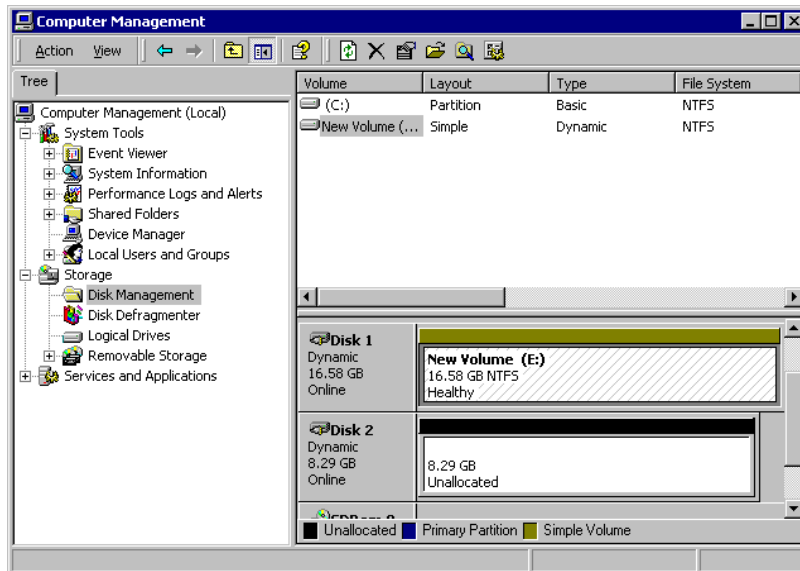 Computer Management
Action View
Tree
Computer Management (Local)
System Tools
Event Viewer
System Information
Performance Logs and Alerts
Shared Folders
Device Manager
Local Users and Groups
Storage
Disk Management
Disk Defragmenter
Logical Drives
Removable Storage
Services and Applications
Volume Layout Type File System
(C:) Partition Basic NTFS
New Volume (... Simple Dynamic NTFS
Disk 1
Dynamic
16.58 GB
Online
New Volume (E:)
16.58 GB NTFS
Healthy
Disk 2
Dynamic
8.29 GB
Online
8.29 GB
Unallocated
Unallocated Primary Partition Simple Volume